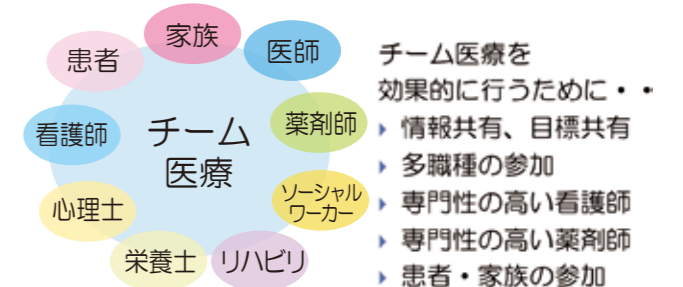 家族
医師
患者
薬剤師
看護師
チーム
医療
ソーシャル
ワーカー
心理士
リハビリ
栄養士
チーム医療を
効果的に行うために・・
情報共有、目標共有
多職種の参加
専門性の高い看護師
専門性の高い薬剤師
患者・家族の参加